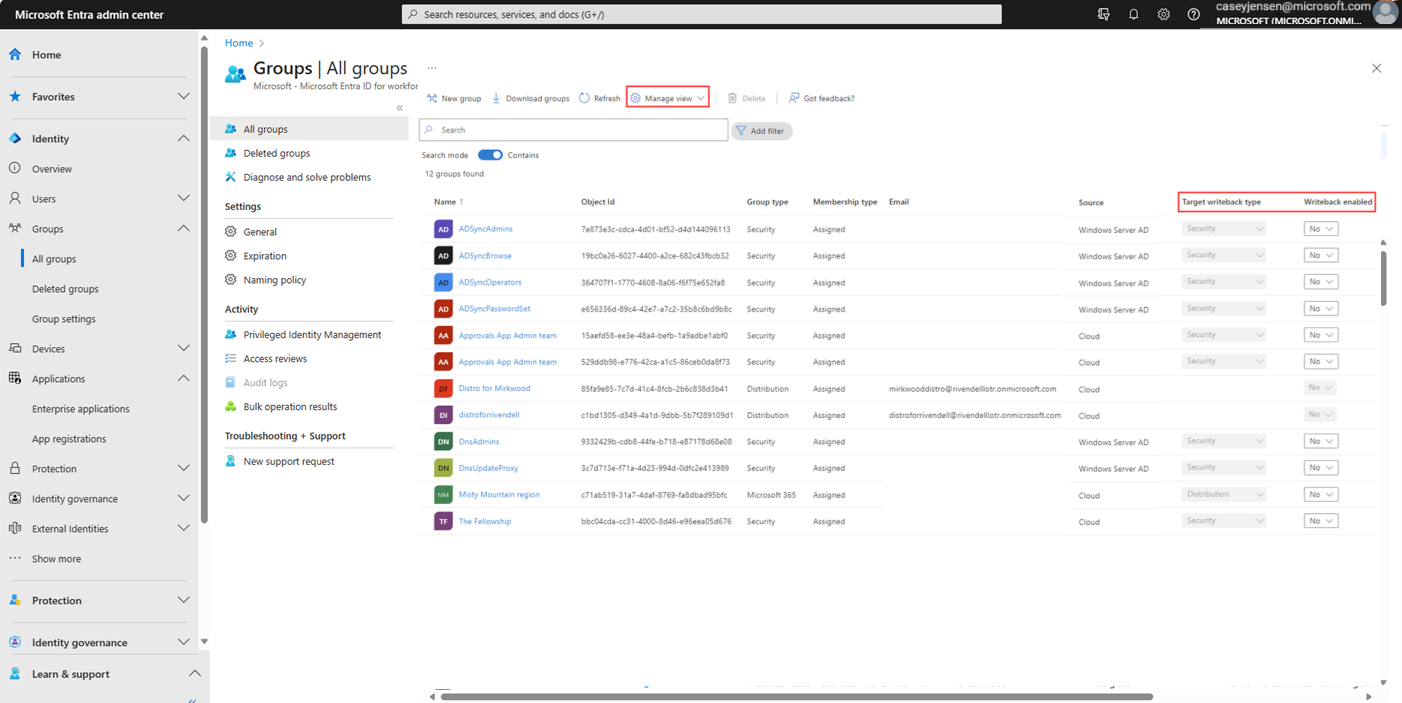 Microsoft Entra admin center
Search resources, services, and docs (G+/)
caseyjensen@microsoft.com
MICROSOFT (MICROSOFT.ONMI...
Home
Favorites
Identity
Overview
Users
Groups
All groups
Deleted groups
Group settings
Devices
Applications
Enterprise applications
App registrations
Protection
Identity governance
External Identities
Show more
Protection
Identity governance
Learn & support
Home
Groups | All groups
Microsoft - Microsoft Entra ID for workfor
All groups
Deleted groups
Diagnose and solve problems
Settings
General
Expiration
Naming policy
Activity
Privileged Identity Management
Access reviews
Audit logs
Bulk operation results
Troubleshooting + Support
New support request
New group Download groups Refresh Manage view Delete Got feedback?
Search
Add filter
Search mode Contains
12 groups found
Name Object Id Group type Membership type Email Source Target writeback type Writeback enabled
AD ADSyncAdmins 7e873e3c-cdca-4d01-bf52-d4d144096113 Security Assigned Windows Server AD Security No
AD ADSyncBrowse 19bc0a26-6027-4400-a2ce-682c43fbcb32 Security Assigned Windows Server AD Security No
AD ADSyncOperators 364707f1-1770-4608-8a06-f6f75e652fa8 Security Assigned Windows Server AD Security No
AD ADSyncPasswordSet e656336d-89c4-42e7-a7c2-35b8c6bd9b8c Security Assigned Windows Server AD Security No
AA Approvals App Admin team 15aefd58-ee3e-48a4-befb-1a9adbe1abf0 Security Assigned Cloud Security No
AA Approvals App Admin team 529ddb98-e776-42ca-a1c5-86ceb0da8f73 Security Assigned Cloud Security No
DF Distro for Mirkwood 85fa9e85-7c7d-41c4-8fcb-2b6c838d3b41 Distribution Assigned mirkwooddistro@rivendelllotr.onmicrosoft.com Cloud No
DI distroforrivendell c1bd1305-d349-4a1d-9dbb-5b7f289109d1 Distribution Assigned distroforrivendell@rivendelllotr.onmicrosoft.com Cloud No
DN DnsAdmins 9332429b-cdb8-44fe-b718-e87178d68e08 Security Assigned Windows Server AD Security No
DN DnsUpdateProxy 3c7d713e-f71a-4d23-994d-0dfc2e413989 Security Assigned Windows Server AD Security No
MM Misty Mountain region c71ab519-31a7-4daf-8769-fa8dbad95bfc Microsoft 365 Assigned Cloud Distribution No
TF The Fellowship bbc04cda-cc31-4000-8d46-e96eea05d676 Security Assigned Cloud Security No